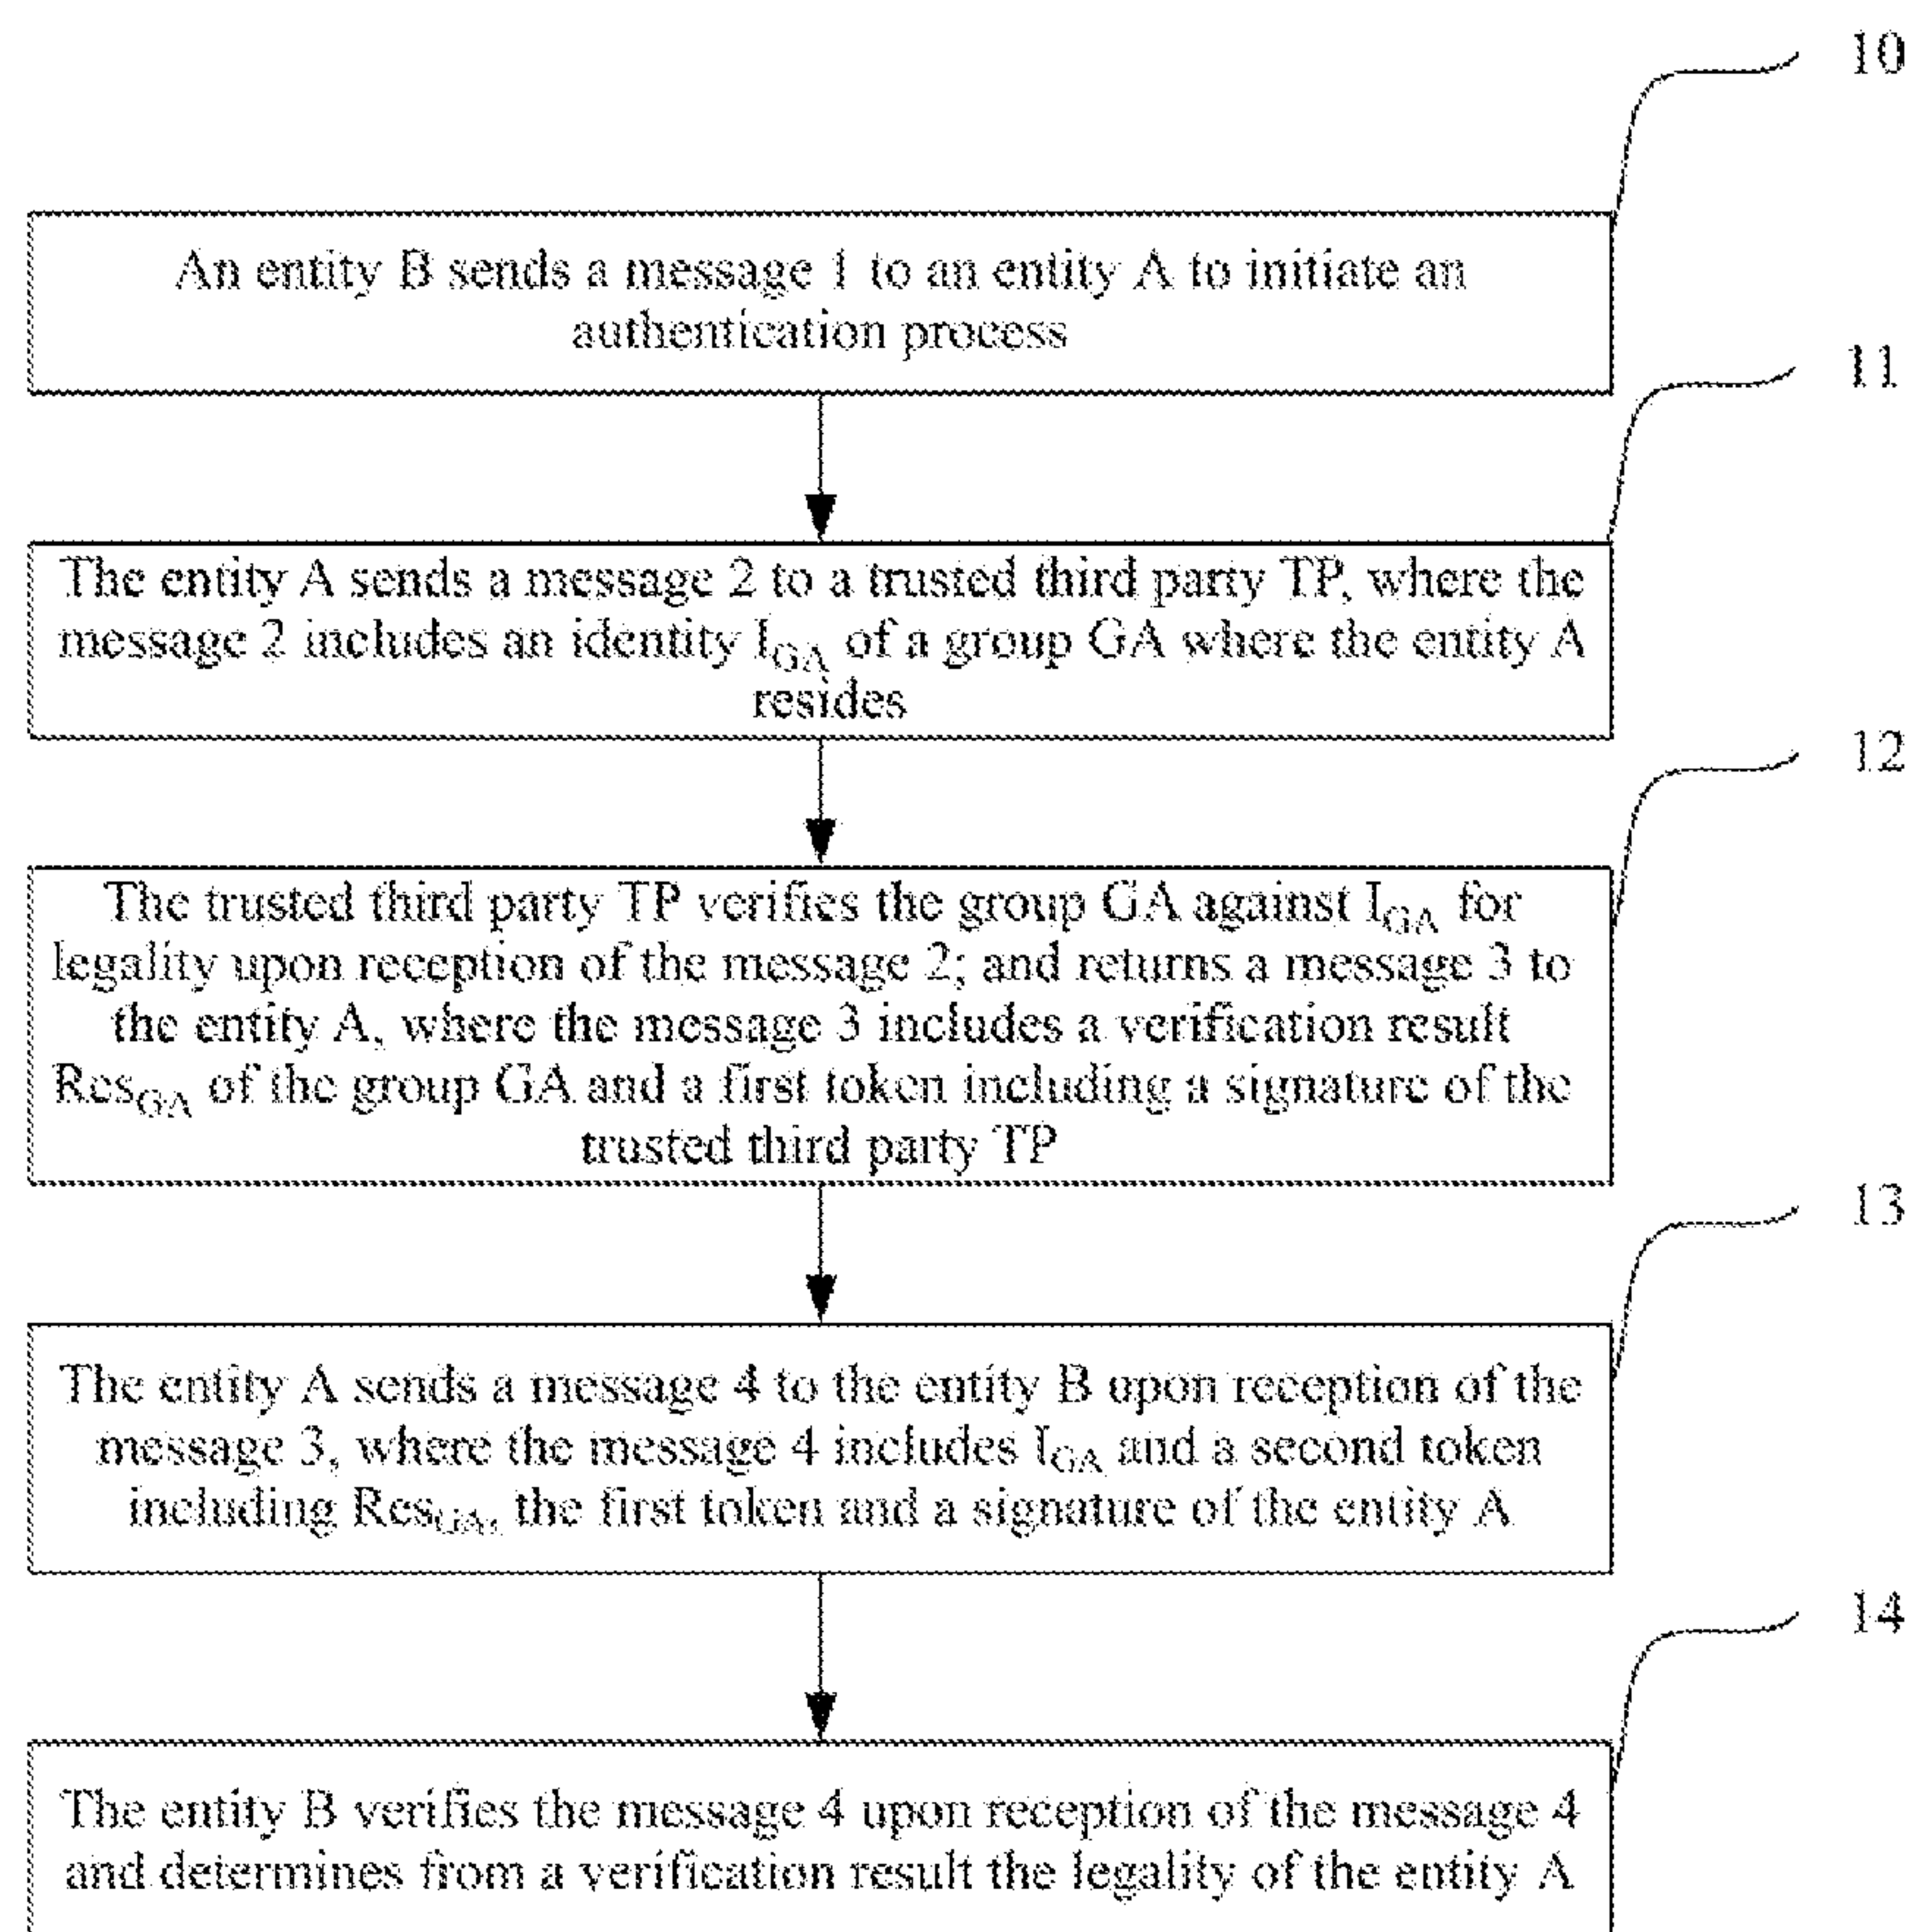 10
An entity B sends a message 1 to an entity A to initiate an
authentication process
11
The entity A sends a message 2 to a trusted third party TP, where the
message 2 includes an identity I_GA of a group GA where the entity A
resides
12
The trusted third party TP verifies the group GA against I_GA for
legality upon reception of the message 2; and returns a message 3 to
the entity A, where the message 3 includes a verification result
Res_GA of the group GA and a first token including a signature of the
trusted third party TP
13
The entity A sends a message 4 to the entity B upon reception of the
message 3, where the message 4 includes I_GA and a second token
including Res_GA, the first token and a signature of the entity A
14
The entity B verifies the message 4 upon reception of the message 4
and determines from a verification result the legality of the entity A